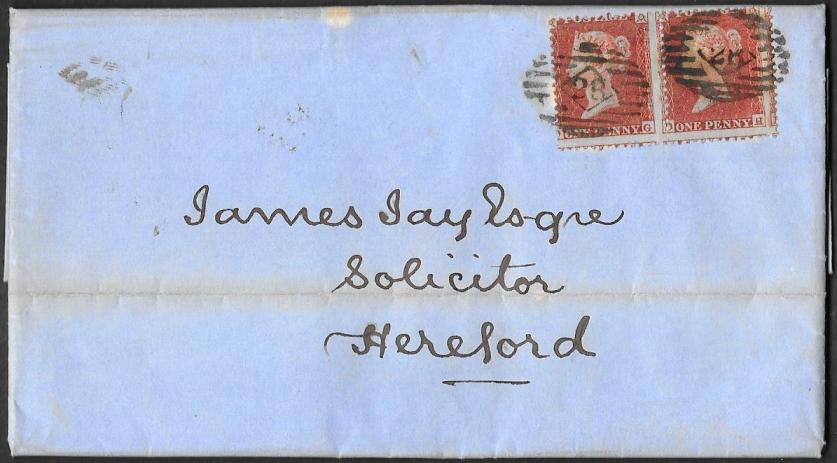 James Jay Esqre
Solicitor
Hereford
ONE PENNY G
ONE PENNY H